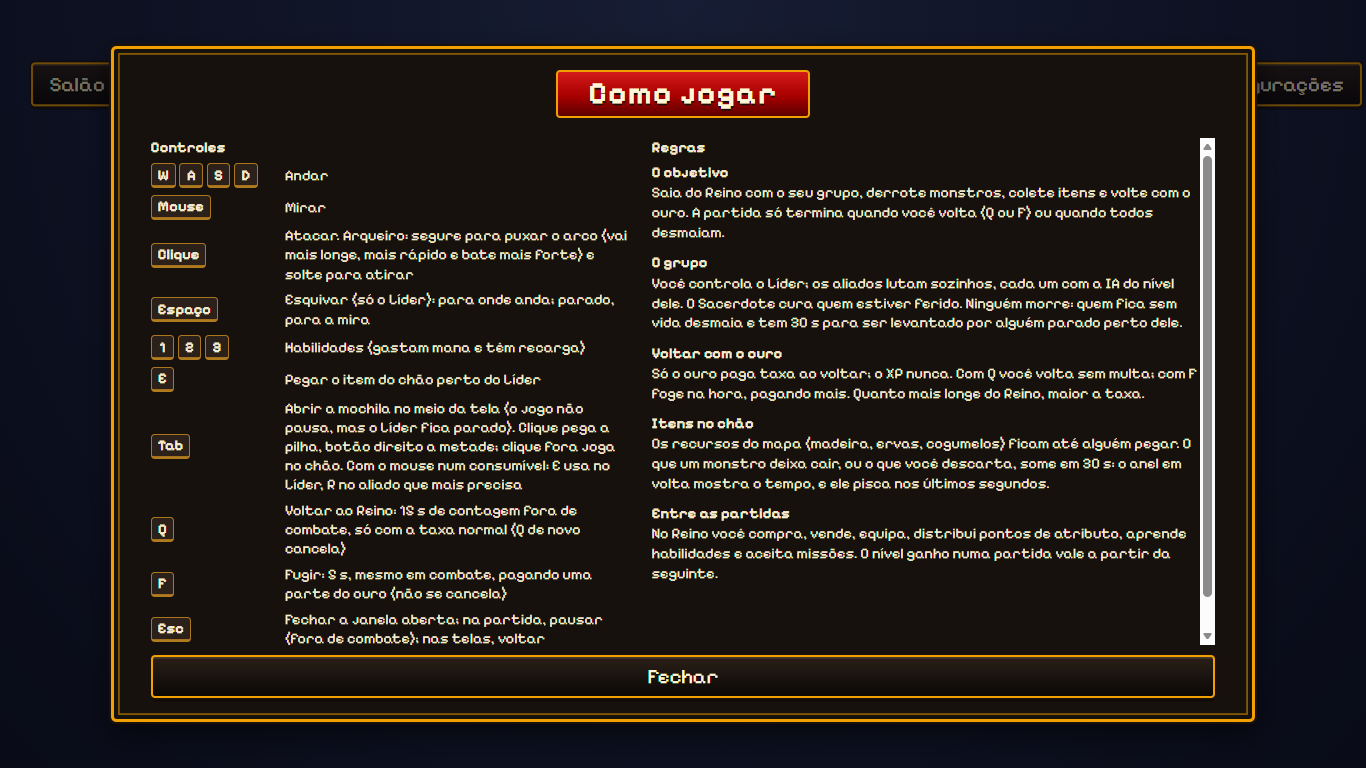 Salão
gurações
Como jogar
Controles
W A S D
Andar
Mouse
Mirar
Clique
Atacar. Arqueiro: segure para puxar o arco (vai
mais longe, mais rápido e bate mais forte) e
solte para atirar
Espaço
Esquivar (só o Líder): para onde anda; parado,
para a mira
1 2 3
Habilidades (gastam mana e têm recarga)
E
Pegar o item do chão perto do Líder
Tab
Abrir a mochila no meio da tela (o jogo não
pausa, mas o Líder fica parado). Clique pega a
pilha, botão direito a metade; clique fora joga
no chão. Com o mouse num consumível: E usa no
Líder, R no aliado que mais precisa
Q
Voltar ao Reino: 15 s de contagem fora de
combate, só com a taxa normal (Q de novo
cancela)
F
Fugir: 5 s, mesmo em combate, pagando uma
parte do ouro (não se cancela)
Esc
Fechar a janela aberta; na partida, pausar
(fora de combate); nas telas, voltar
Regras
O objetivo
Saia do Reino com o seu grupo, derrote monstros, colete itens e volte com o
ouro. A partida só termina quando você volta (Q ou F) ou quando todos
desmaiam.
O grupo
Você controla o Líder; os aliados lutam sozinhos, cada um com a IA do nível
dele. O Sacerdote cura quem estiver ferido. Ninguém morre: quem fica sem
vida desmaia e tem 30 s para ser levantado por alguém parado perto dele.
Voltar com o ouro
Só o ouro paga taxa ao voltar; o XP nunca. Com Q você volta sem multa; com F
foge na hora, pagando mais. Quanto mais longe do Reino, maior a taxa.
Itens no chão
Os recursos do mapa (madeira, ervas, cogumelos) ficam até alguém pegar. O
que um monstro deixa cair, ou o que você descarta, some em 30 s: o anel em
volta mostra o tempo, e ele pisca nos últimos segundos.
Entre as partidas
No Reino você compra, vende, equipa, distribui pontos de atributo, aprende
habilidades e aceita missões. O nível ganho numa partida vale a partir da
seguinte.
Fechar